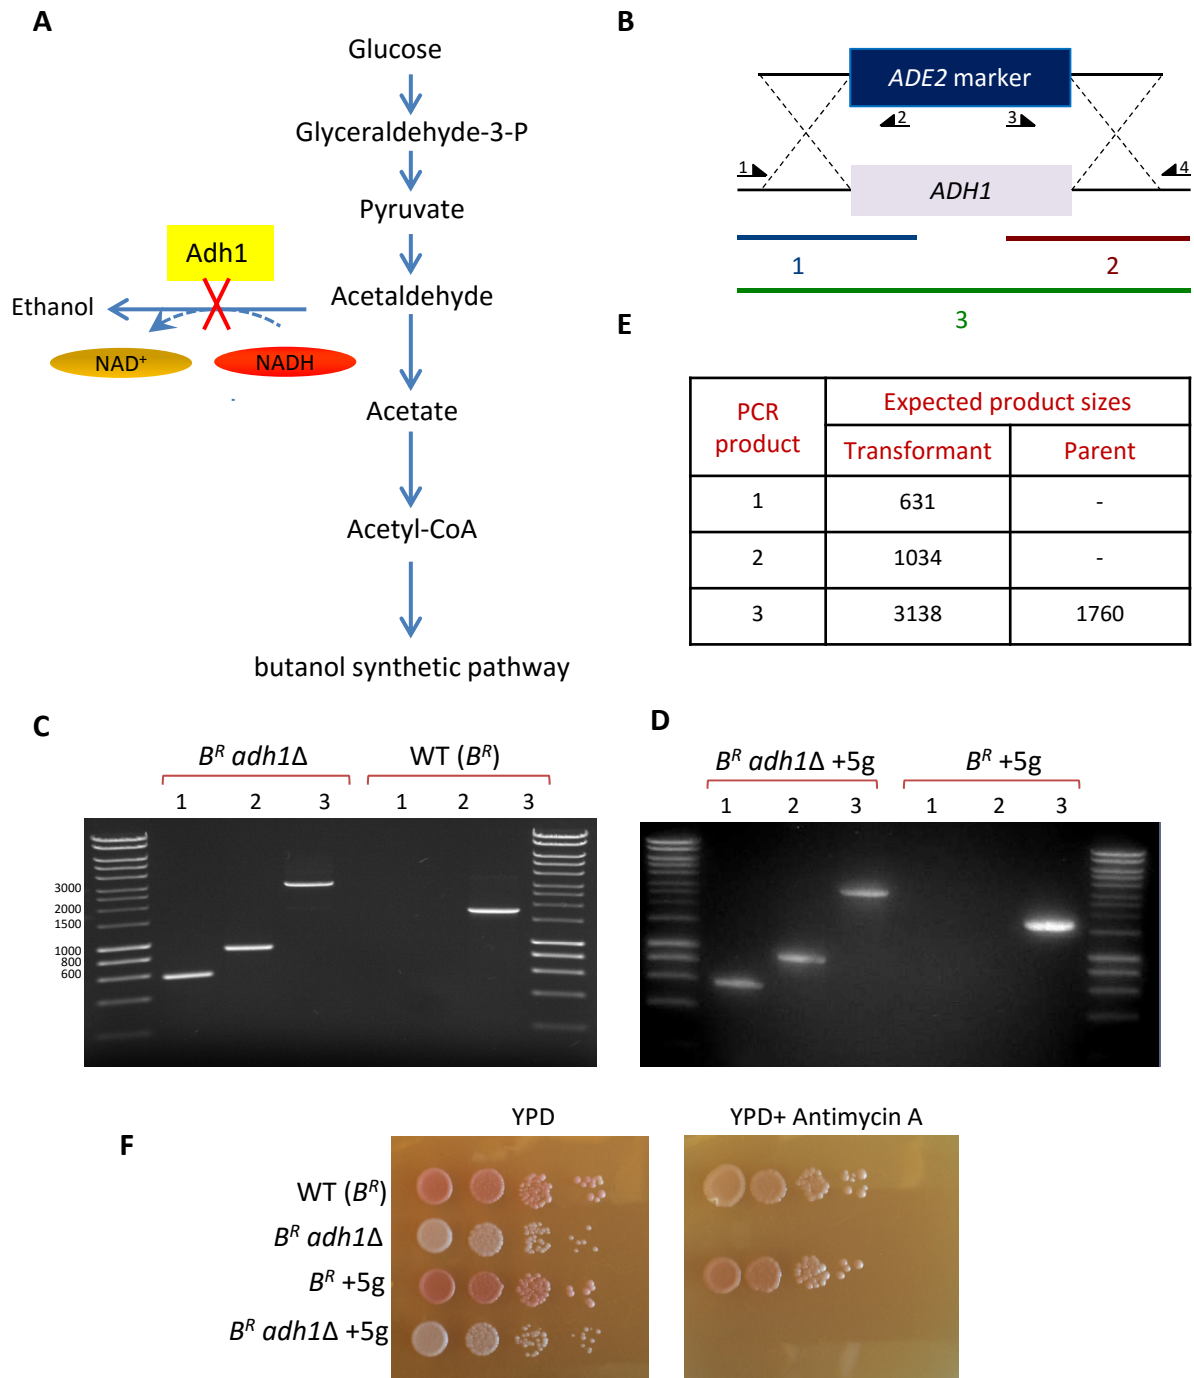 A
Glucose
Glyceraldehyde-3-P
Pyruvate
Adh1
Acetaldehyde
Ethanol
NAD⁺
NADH
Acetate
Acetyl-CoA
butanol synthetic pathway
B
ADE2 marker
2
3
1
4
ADH1
1
2
3
E
PCR product
Expected product sizes
Transformant
Parent
1 631 -
2 1034 -
3 3138 1760
C
Bᴿ adh1Δ
WT (Bᴿ)
1 2 3 1 2 3
3000
2000
1500
1000
800
600
D
Bᴿ adh1Δ +5g
Bᴿ +5g
1 2 3 1 2 3
F
YPD
YPD+ Antimycin A
WT (Bᴿ)
Bᴿ adh1Δ
Bᴿ +5g
Bᴿ adh1Δ +5g